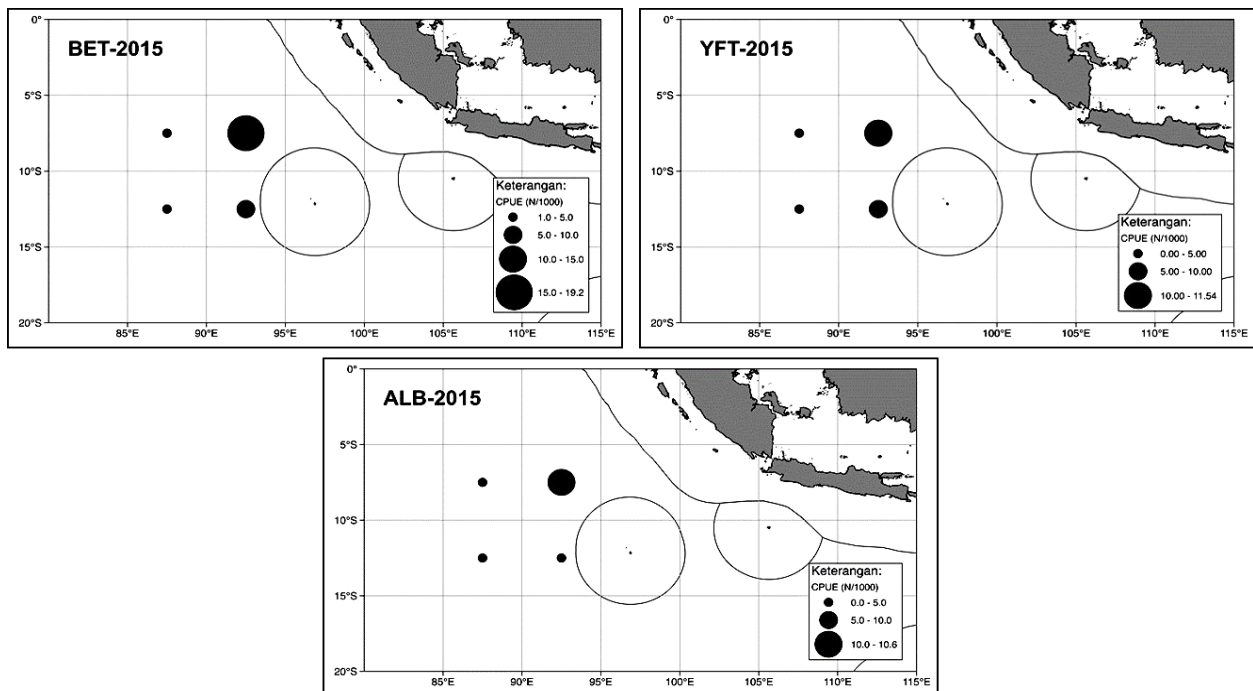 BET-2015
0°
5°S
10°S
15°S
20°S
85°E
90°E
95°E
100°E
105°E
110°E
115°E
Keterangan:
CPUE (N/1000)
1.0 - 5.0
5.0 - 10.0
10.0 - 15.0
15.0 - 19.2
YFT-2015
0°
5°S
10°S
15°S
20°S
85°E
90°E
95°E
100°E
105°E
110°E
115°E
Keterangan:
CPUE (N/1000)
0.00 - 5.00
5.00 - 10.00
10.00 - 11.54
ALB-2015
0°
5°S
10°S
15°S
20°S
85°E
90°E
95°E
100°E
105°E
110°E
115°E
Keterangan:
CPUE (N/1000)
0.0 - 5.0
5.0 - 10.0
10.0 - 10.6